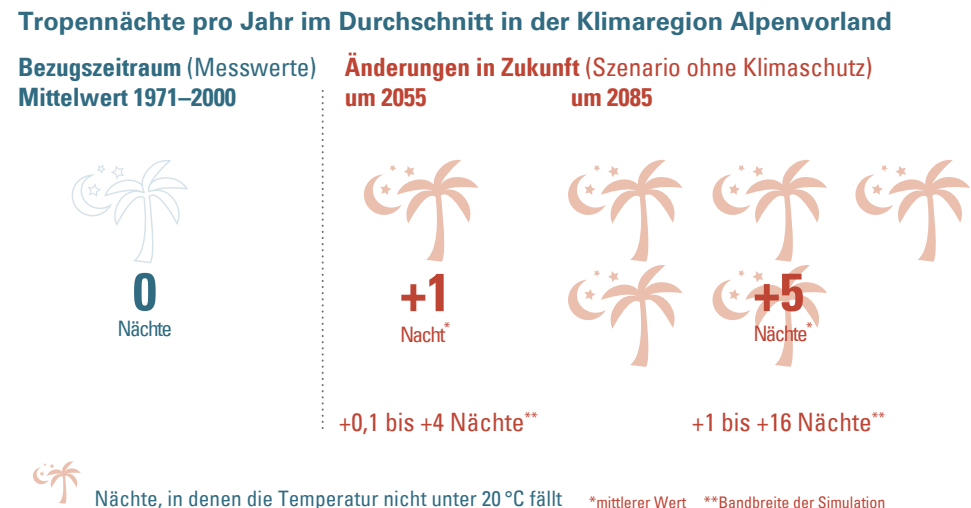 Tropennächte pro Jahr im Durchschnitt in der Klimaregion Alpenvorland
Bezugszeitraum (Messwerte)
Mittelwert 1971–2000
Änderungen in Zukunft (Szenario ohne Klimaschutz)
um 2055
um 2085
0
Nächte
+1
Nacht*
+5
Nächte*
+0,1 bis +4 Nächte**
+1 bis +16 Nächte**
Nächte, in denen die Temperatur nicht unter 20 °C fällt
*mittlerer Wert **Bandbreite der Simulation